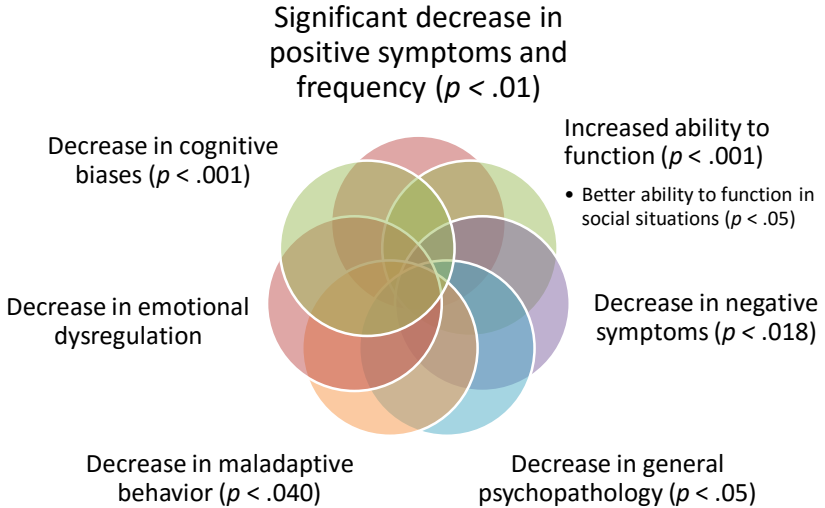 Significant decrease in
positive symptoms and
frequency (p < .01)
Increased ability to
function (p < .001)
• Better ability to function in
social situations (p < .05)
Decrease in negative
symptoms (p < .018)
Decrease in general
psychopathology (p < .05)
Decrease in maladaptive
behavior (p < .040)
Decrease in emotional
dysregulation
Decrease in cognitive
biases (p < .001)